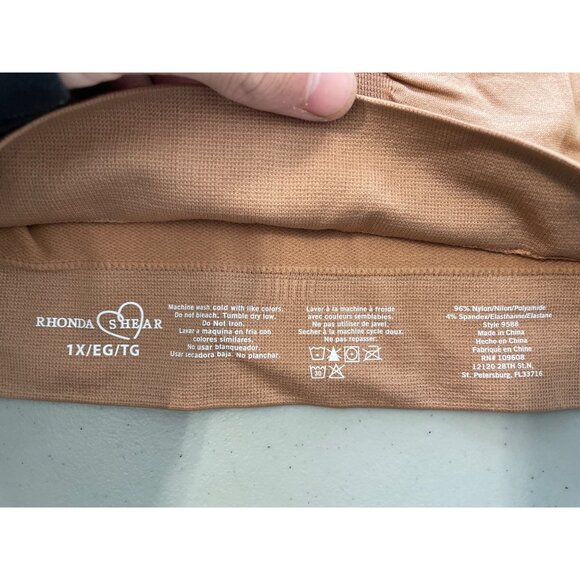 RHONDA SHEAR
1X/EG/TG
Machine wash cold with like colors.
Do not bleach. Tumble dry low.
Do Not Iron.
Lavar a maquina en fria con
colores similares.
No usar blanqueador.
Usar secadora baja. No planchar.
Laver à la machine à froide
avec couleurs semblables.
Ne pas utiliser de javel.
Secher à la machine cycle doux.
Ne pas repasser.
30
96% Nylon/Nilon/Polyamide
4% Spandex/Elasthanne/Elastane
Style 9588
Made in China
Hecho en China
Fabriqué en Chine
RN# 109608
12120 28TH St.N.
St. Petersburg, FL33716